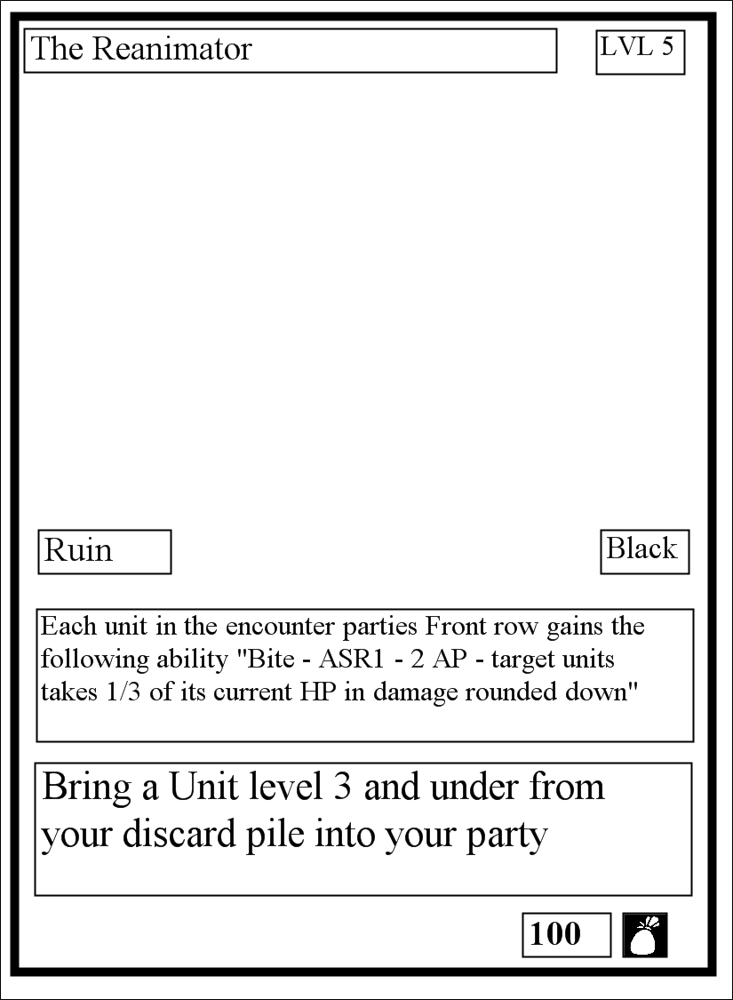 The Reanimator
LVL 5
Ruin
Black
Each unit in the encounter parties Front row gains the
following ability "Bite - ASR1 - 2 AP - target units
takes 1/3 of its current HP in damage rounded down"
Bring a Unit level 3 and under from
your discard pile into your party
100